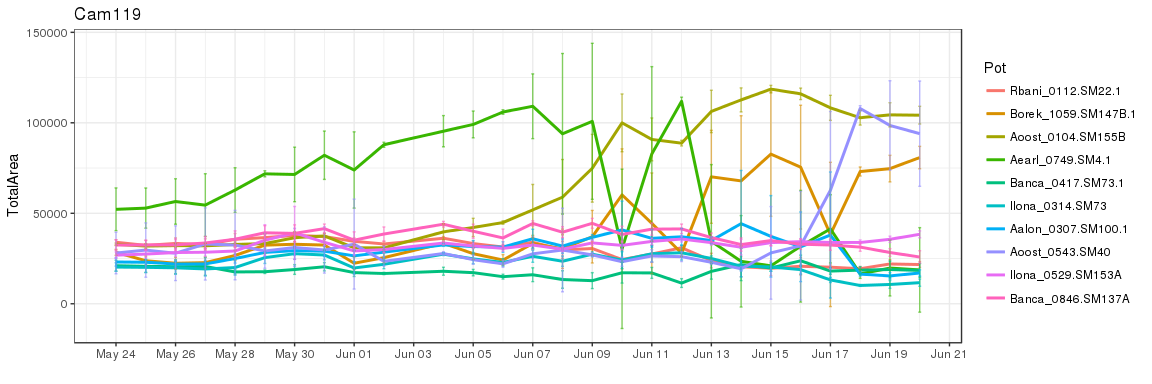 Cam119
150000
100000
50000
0
TotalArea
May 24 May 26 May 28 May 30 Jun 01 Jun 03 Jun 05 Jun 07 Jun 09 Jun 11 Jun 13 Jun 15 Jun 17 Jun 19 Jun 21
Pot
Rbani_0112.SM22.1
Borek_1059.SM147B.1
Aoost_0104.SM155B
Aearl_0749.SM4.1
Banca_0417.SM73.1
Ilona_0314.SM73
Aalon_0307.SM100.1
Aoost_0543.SM40
Ilona_0529.SM153A
Banca_0846.SM137A